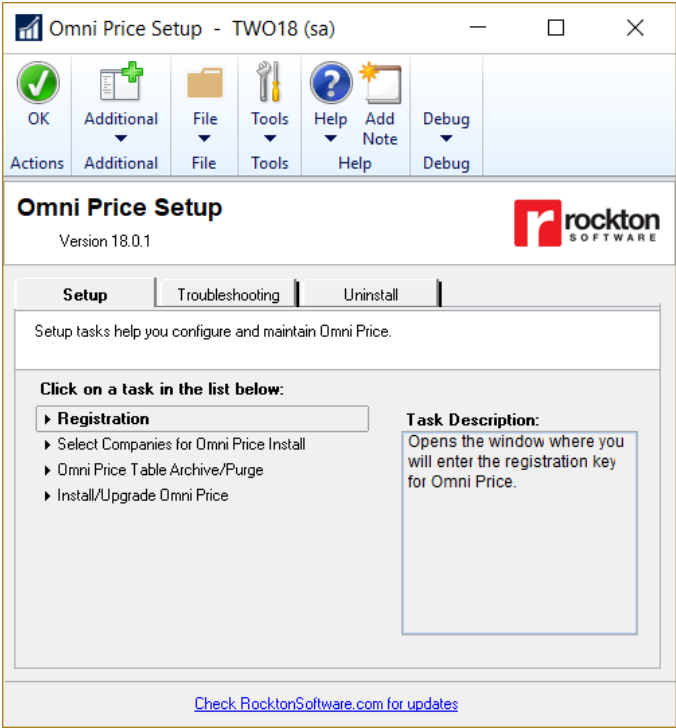 Omni Price Setup - TWO18 (sa)
OK Additional File Tools Help Add Note Debug
Actions Additional File Tools Help Debug
Omni Price Setup
Version 18.0.1
rockton
SOFTWARE
Setup Troubleshooting Uninstall
Setup tasks help you configure and maintain Omni Price.
Click on a task in the list below:
Registration
Select Companies for Omni Price Install
Omni Price Table Archive/Purge
Install/Upgrade Omni Price
Task Description:
Opens the window where you
will enter the registration key
for Omni Price.
Check RocktonSoftware.com for updates